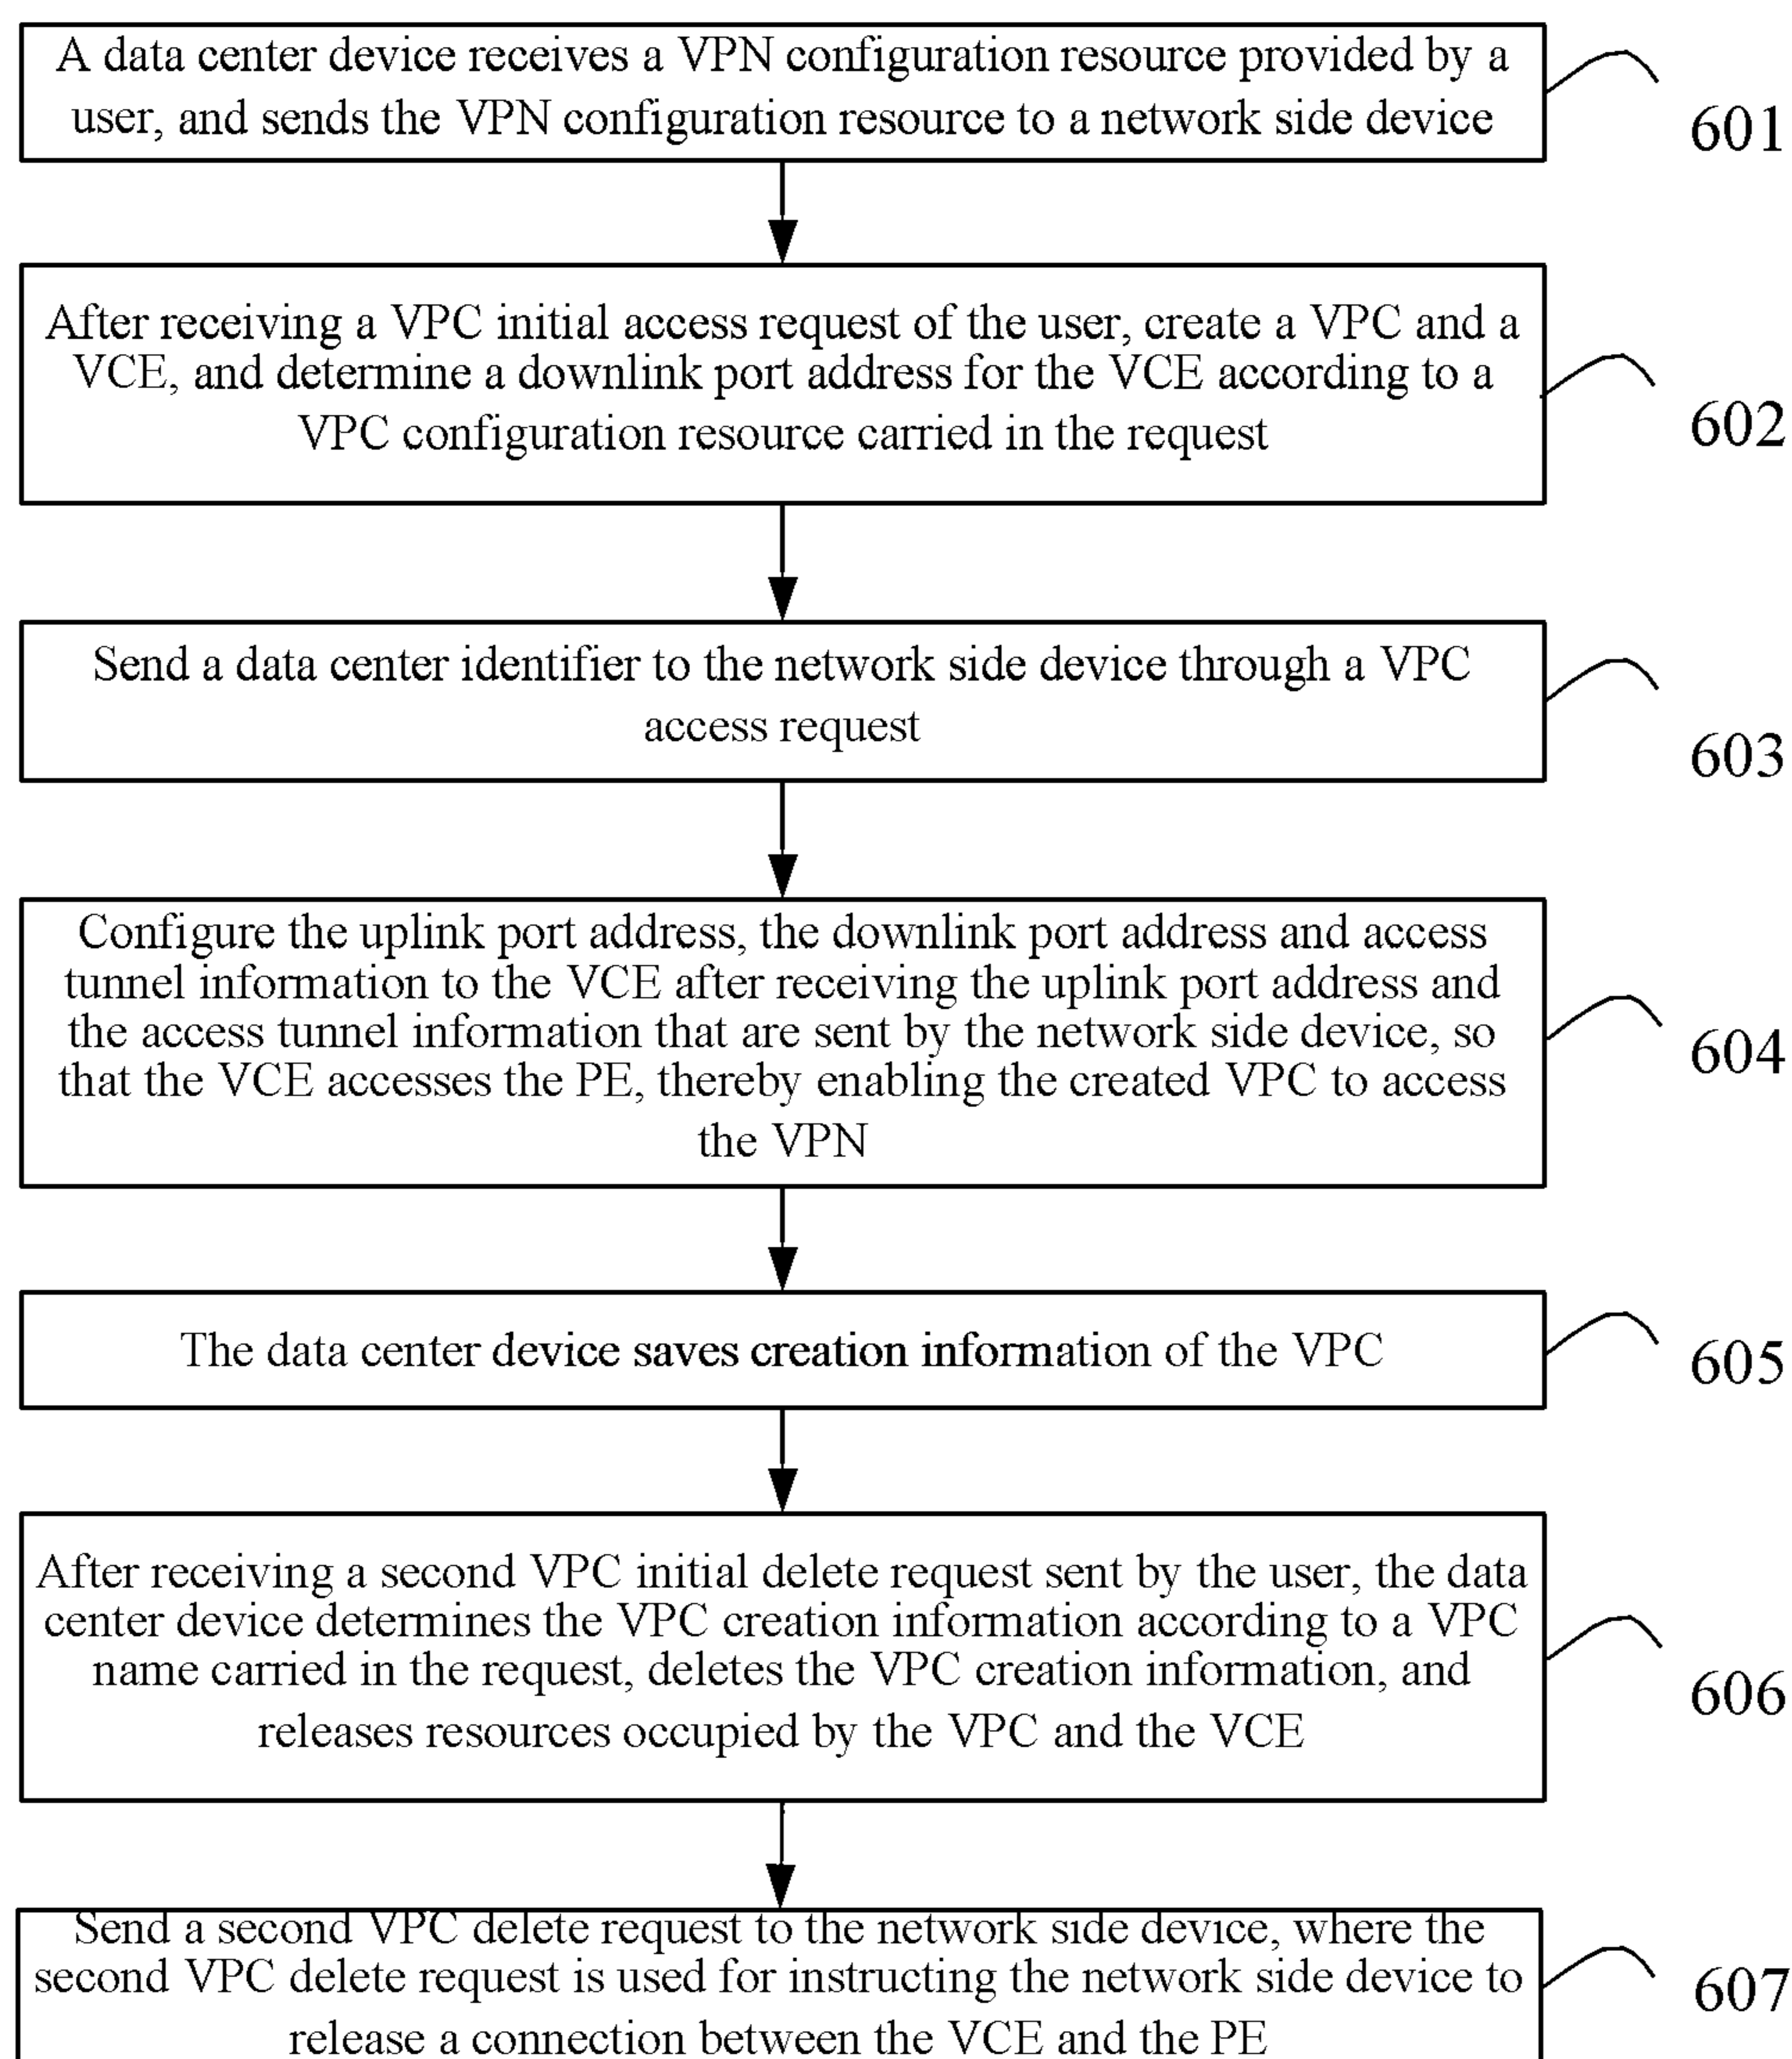 A data center device receives a VPN configuration resource provided by a
user, and sends the VPN configuration resource to a network side device
601
After receiving a VPC initial access request of the user, create a VPC and a
VCE, and determine a downlink port address for the VCE according to a
VPC configuration resource carried in the request
602
Send a data center identifier to the network side device through a VPC
access request
603
Configure the uplink port address, the downlink port address and access
tunnel information to the VCE after receiving the uplink port address and
the access tunnel information that are sent by the network side device, so
that the VCE accesses the PE, thereby enabling the created VPC to access
the VPN
604
The data center device saves creation information of the VPC
605
After receiving a second VPC initial delete request sent by the user, the data
center device determines the VPC creation information according to a VPC
name carried in the request, deletes the VPC creation information, and
releases resources occupied by the VPC and the VCE
606
Send a second VPC delete request to the network side device, where the
second VPC delete request is used for instructing the network side device to
release a connection between the VCE and the PE
607